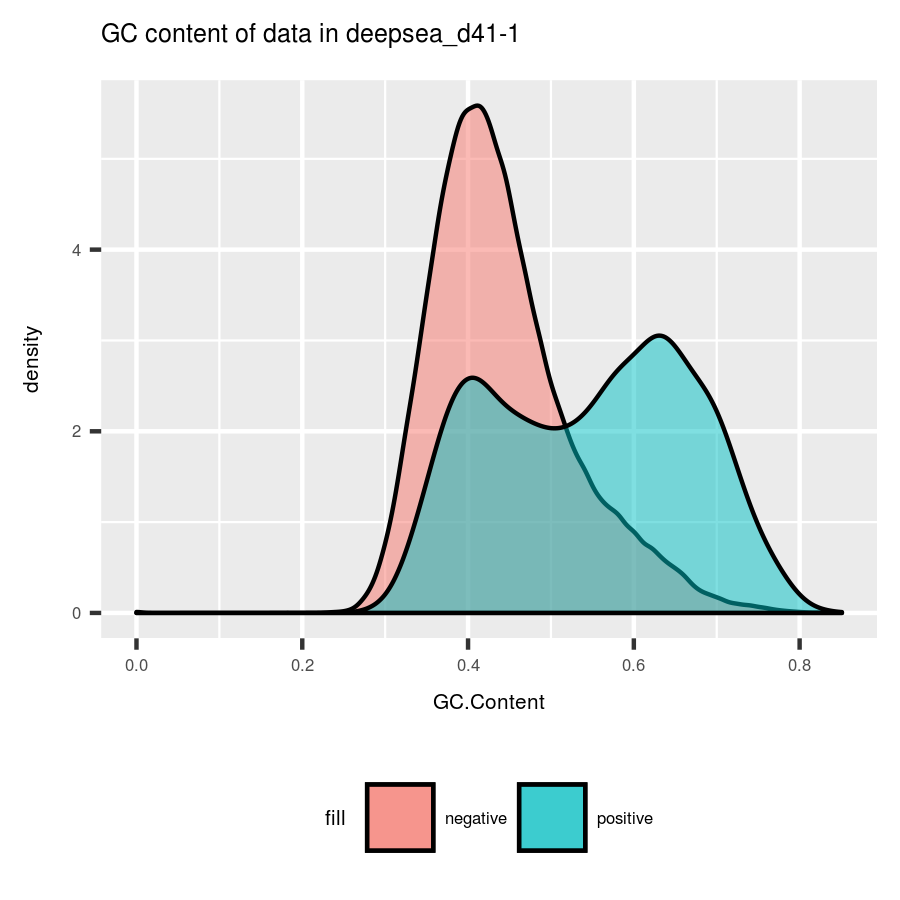 GC content of data in deepsea_d41-1
density
4
2
0
0.0 0.2 0.4 0.6 0.8
GC.Content
fill negative positive